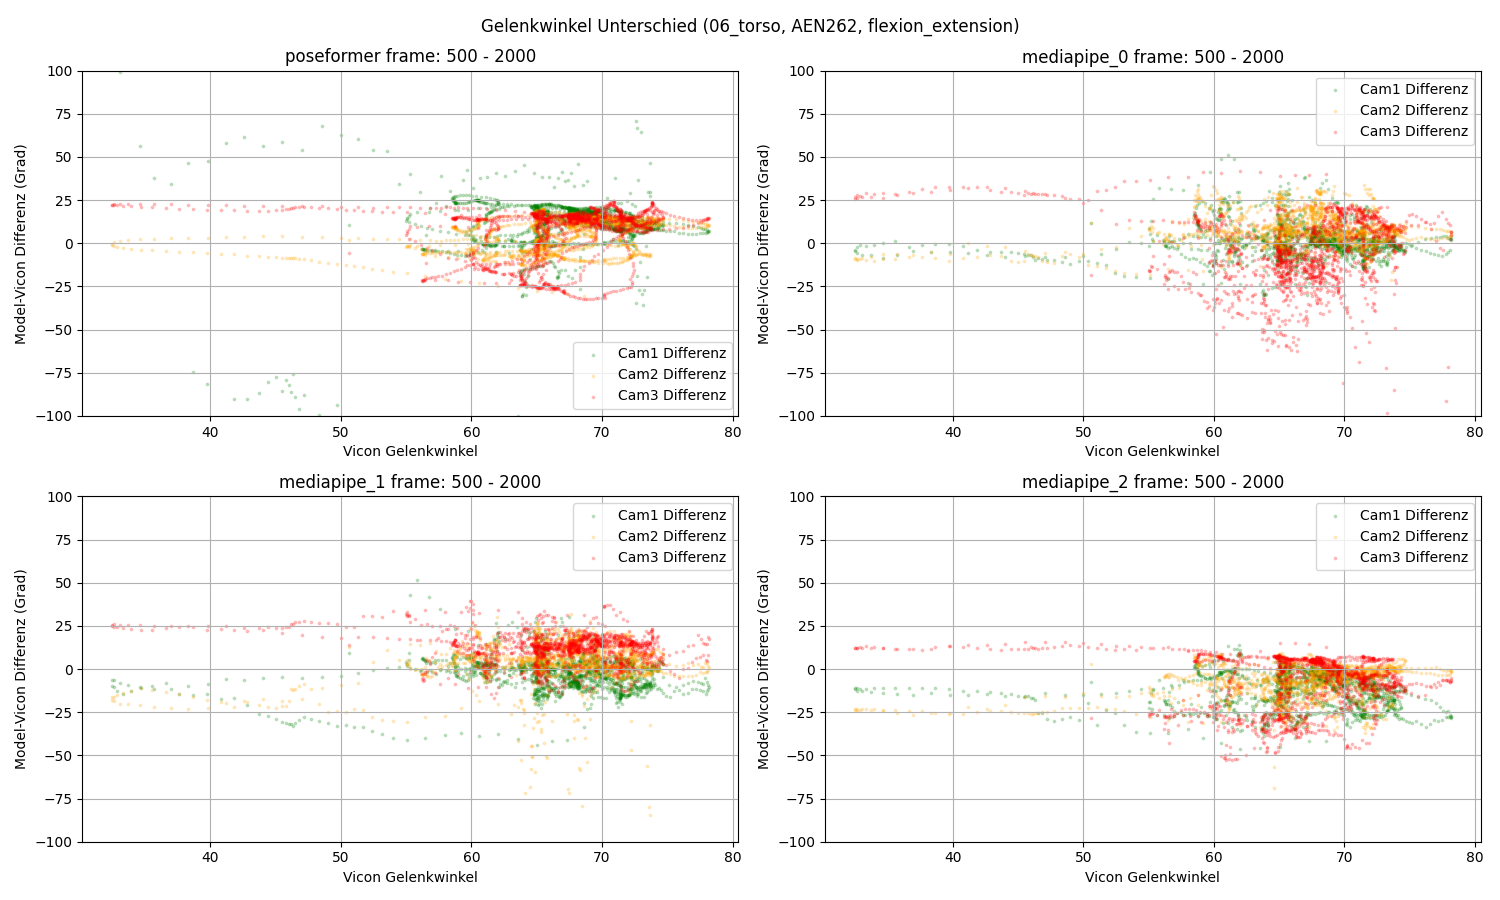 Gelenkwinkel Unterschied (06_torso, AEN262, flexion_extension)
poseformer frame: 500 - 2000
100
75
50
25
0
−25
−50
−75
−100
Model-Vicon Differenz (Grad)
Cam1 Differenz
Cam2 Differenz
Cam3 Differenz
40 50 60 70 80
Vicon Gelenkwinkel
mediapipe_0 frame: 500 - 2000
100
75
50
25
0
−25
−50
−75
−100
Model-Vicon Differenz (Grad)
Cam1 Differenz
Cam2 Differenz
Cam3 Differenz
40 50 60 70 80
Vicon Gelenkwinkel
mediapipe_1 frame: 500 - 2000
100
75
50
25
0
−25
−50
−75
−100
Model-Vicon Differenz (Grad)
Cam1 Differenz
Cam2 Differenz
Cam3 Differenz
40 50 60 70 80
Vicon Gelenkwinkel
mediapipe_2 frame: 500 - 2000
100
75
50
25
0
−25
−50
−75
−100
Model-Vicon Differenz (Grad)
Cam1 Differenz
Cam2 Differenz
Cam3 Differenz
40 50 60 70 80
Vicon Gelenkwinkel